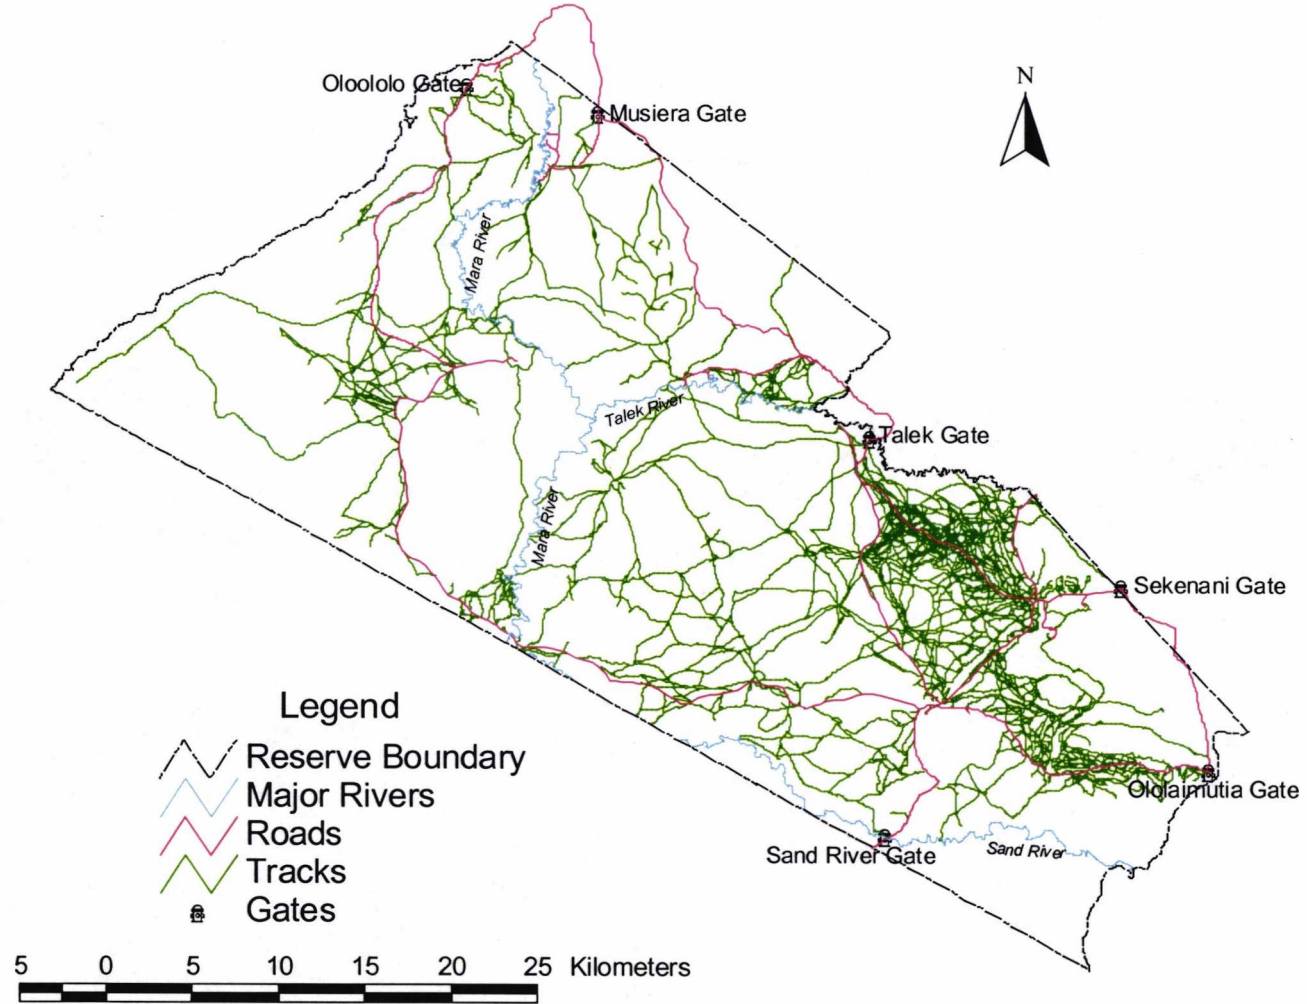 N
Oloololo Gates
Musiera Gate
Mara River
Talek River
Talek Gate
Mara River
Sekenani Gate
Ololaimutia Gate
Sand River Gate
Sand River
Legend
Reserve Boundary
Major Rivers
Roads
Tracks
Gates
5 0 5 10 15 20 25 Kilometers